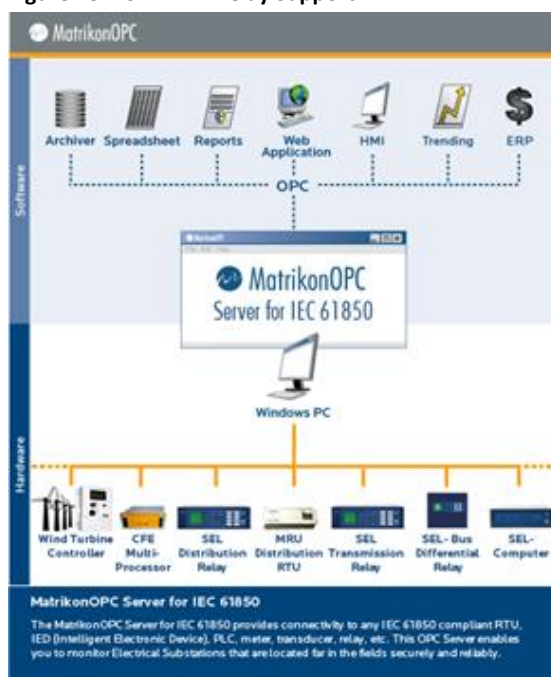 MatrikonOPC
Software
Archiver Spreadsheet Reports Web Application HMI Trending ERP
OPC
MatrikonOPC
Server for IEC 61850
Windows PC
Hardware
Wind Turbine Controller
CFE Multi-Processor
SEL Distribution Relay
MRU Distribution RTU
SEL Transmission Relay
SEL-Bus Differential Relay
SEL-Computer
MatrikonOPC Server for IEC 61850
The MatrikonOPC Server for IEC 61850 provides connectivity to any IEC 61850 compliant RTU,
IED (Intelligent Electronic Device), PLC, meter, transducer, relay, etc. This OPC Server enables
you to monitor Electrical Substations that are located far in the fields securely and reliably.